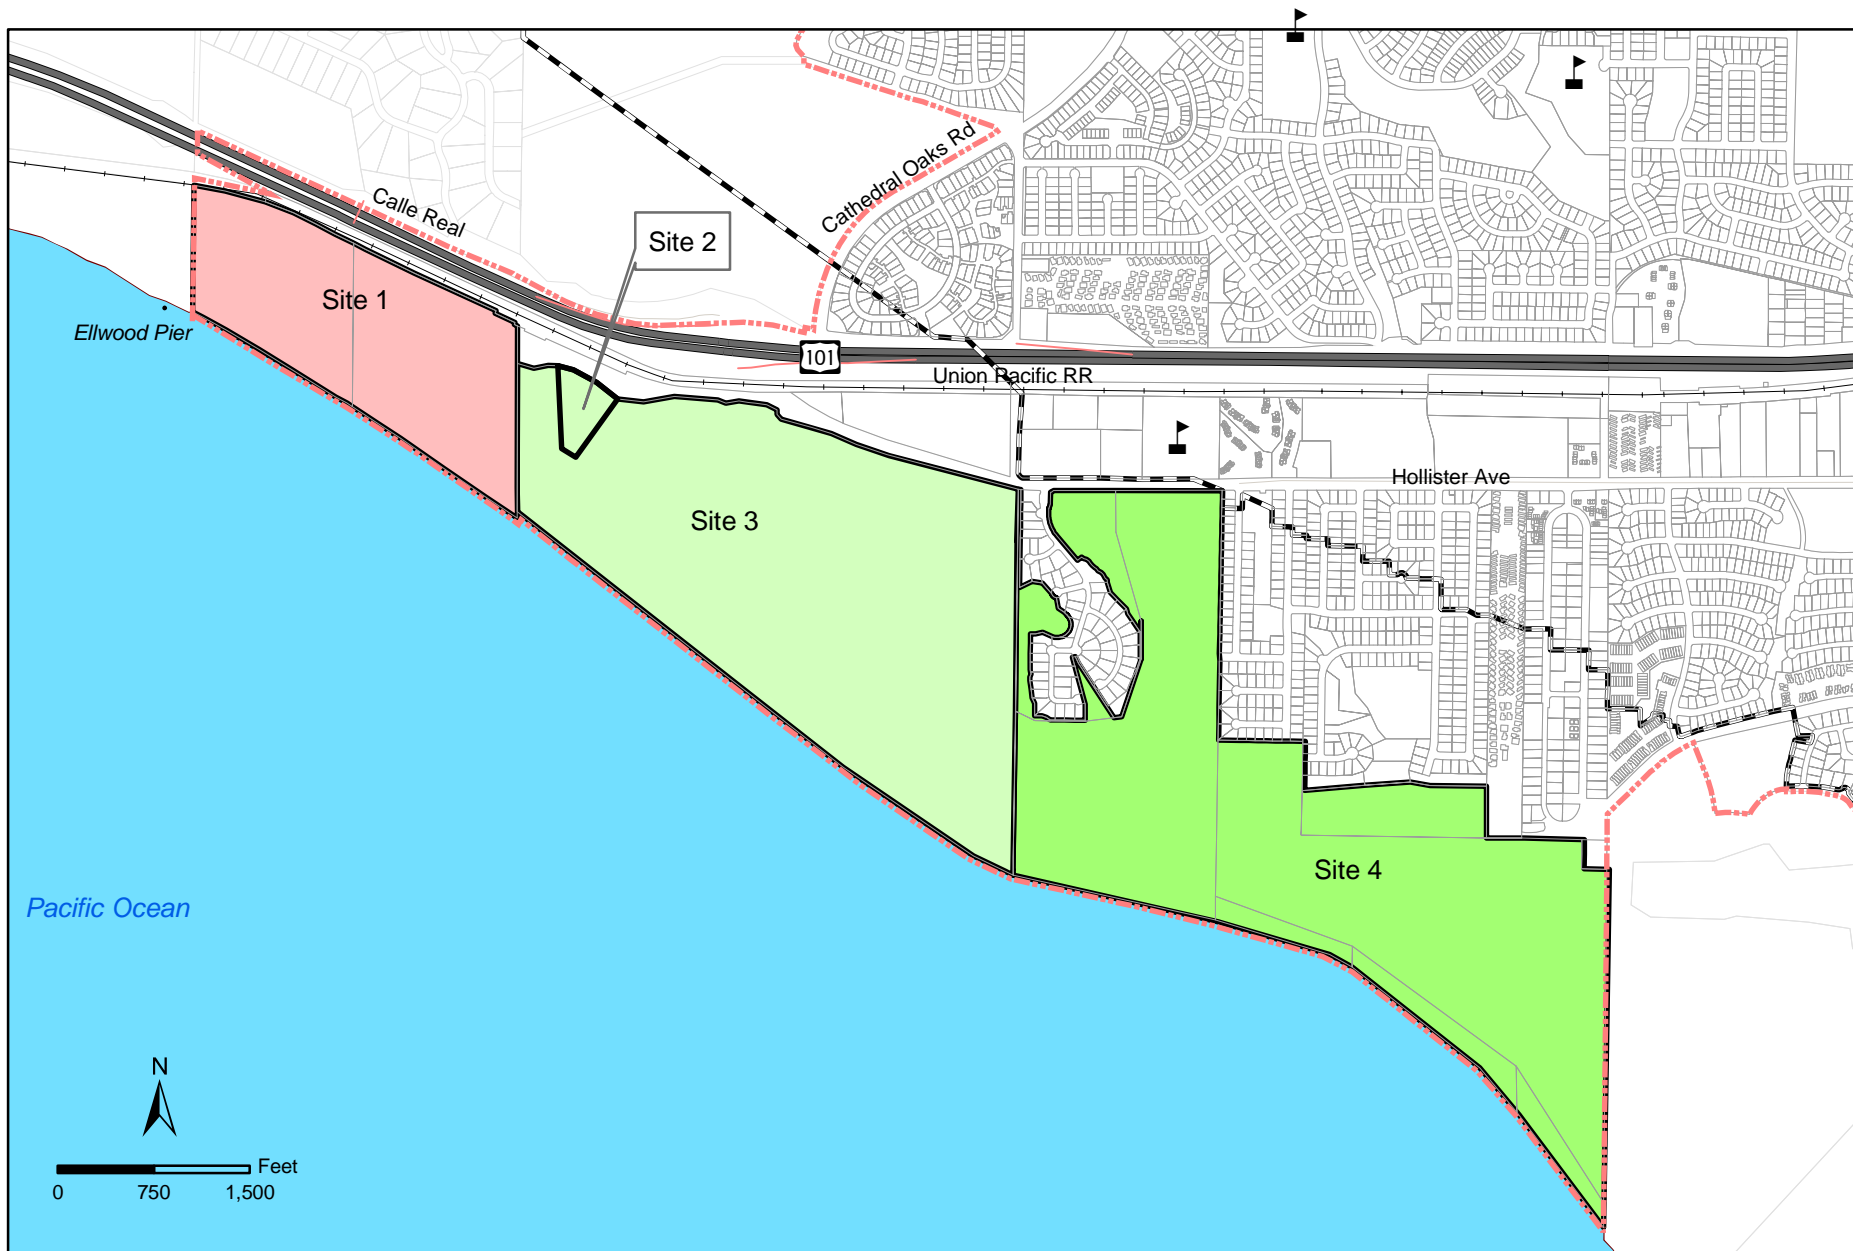 Cathedral Oaks Rd
Calle Real
Site 2
Site 1
Ellwood Pier
101
Union Pacific RR
Hollister Ave
Site 3
Site 4
Pacific Ocean
N
Feet
0 750 1,500